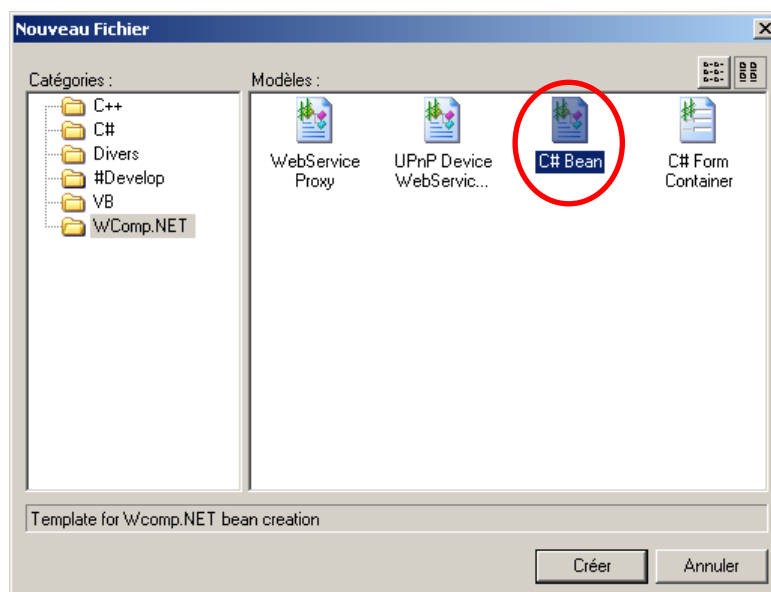 Nouveau Fichier
Catégories :
Modèles :
C++
C#
Divers
#Develop
VB
WComp.NET
WebService
Proxy
UPnP Device
WebServic...
C# Bean
C# Form
Container
Template for Wcomp.NET bean creation
Créer
Annuler